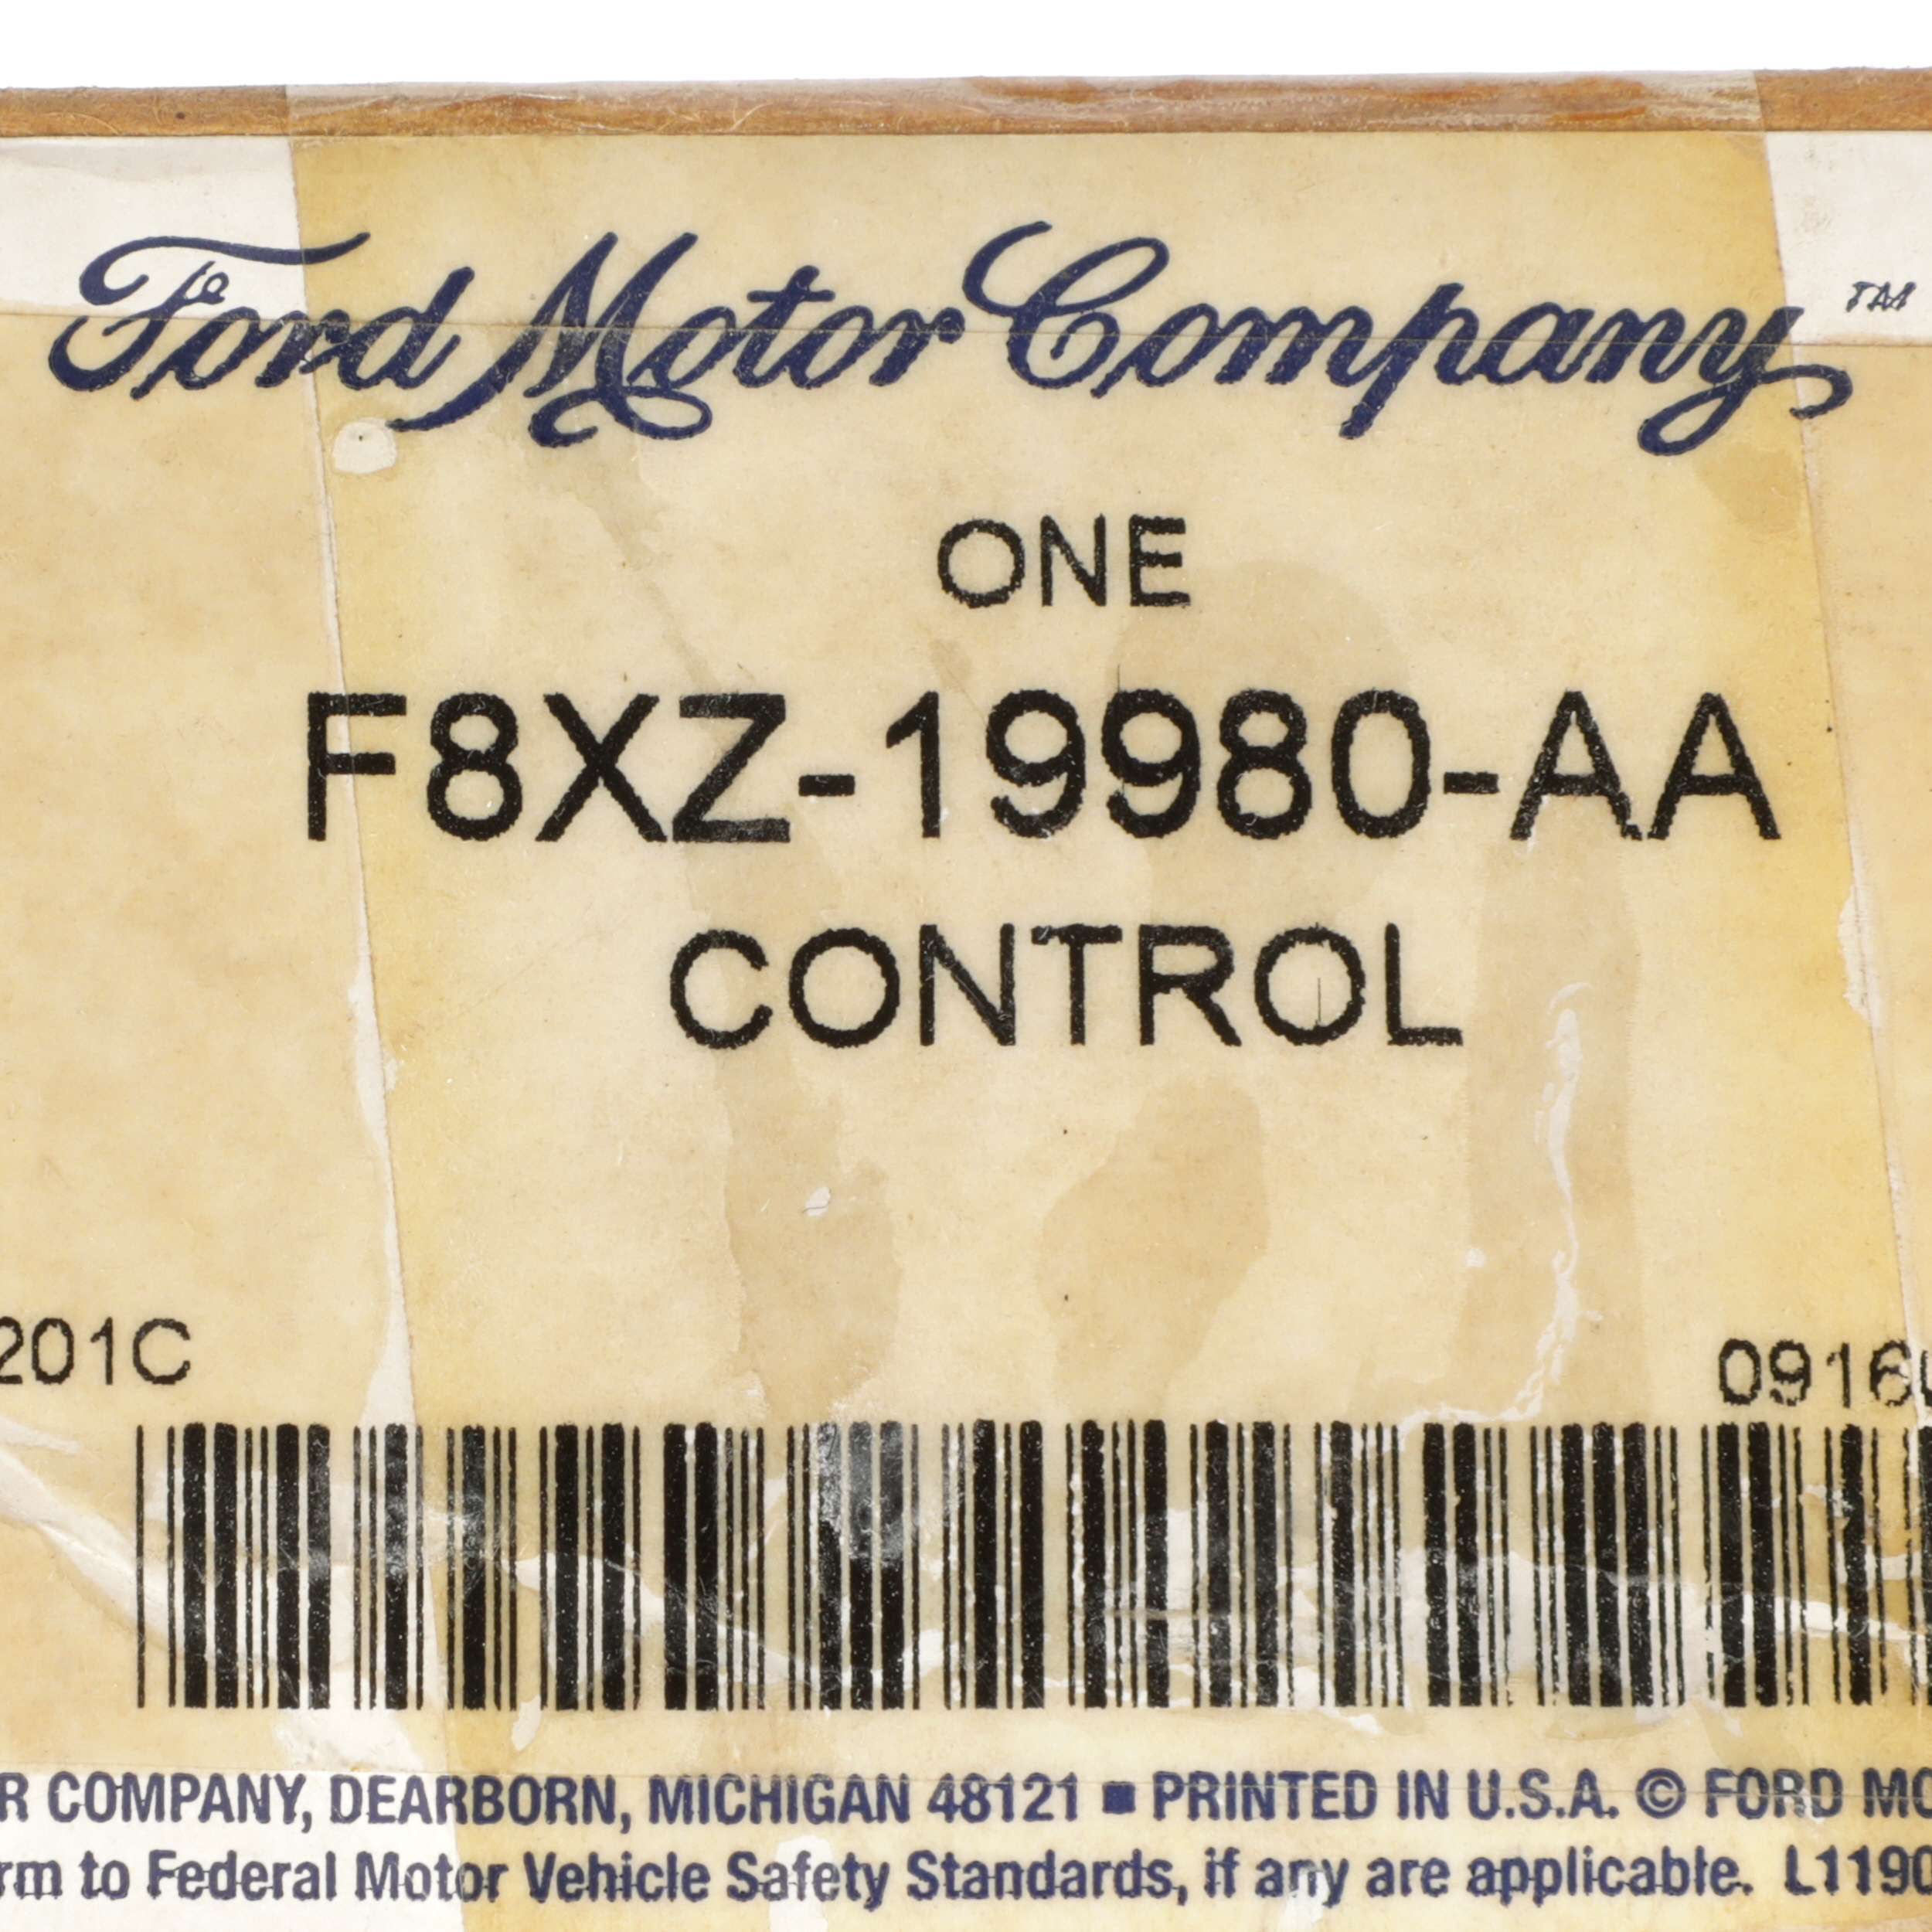 Ford Motor Company ™
ONE
F8XZ-19980-AA
CONTROL
201C
0916
R COMPANY, DEARBORN, MICHIGAN 48121 ■ PRINTED IN U.S.A. © FORD MO
rm to Federal Motor Vehicle Safety Standards, if any are applicable. L1190